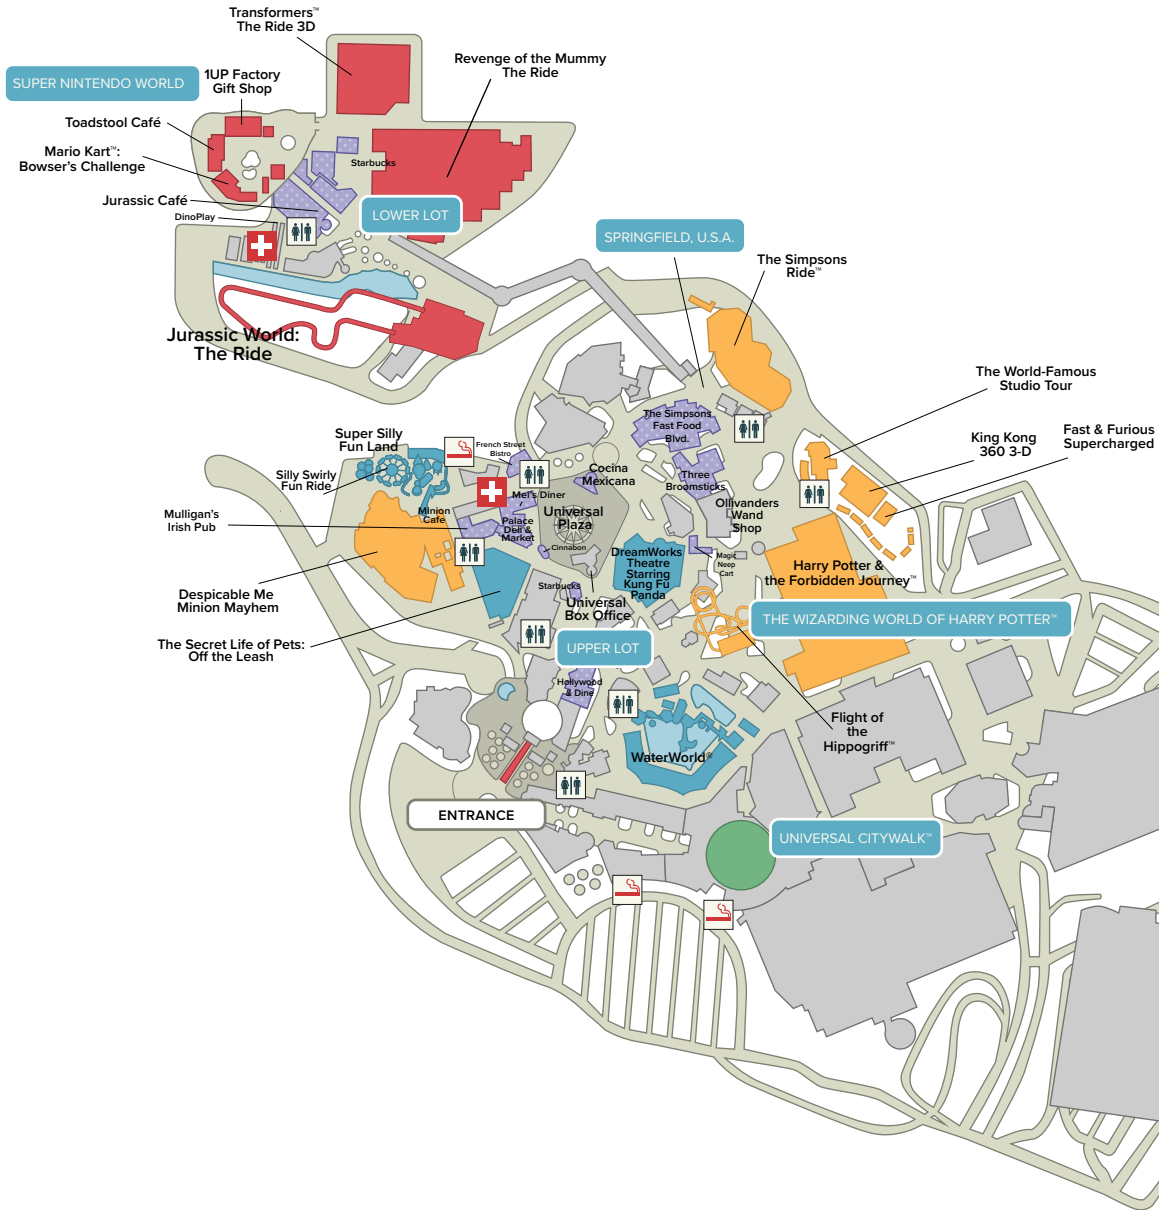 Transformers™
The Ride 3D
Revenge of the Mummy
The Ride
SUPER NINTENDO WORLD
1UP Factory
Gift Shop
Toadstool Café
Mario Kart™:
Bowser's Challenge
Starbucks
Jurassic Café
DinoPlay
LOWER LOT
SPRINGFIELD, U.S.A.
The Simpsons
Ride™
Jurassic World:
The Ride
The World-Famous
Studio Tour
The Simpsons
Fast Food
Blvd.
King Kong
360 3-D
Fast & Furious
Supercharged
Super Silly
Fun Land
French Street
Bistro
Silly Swirly
Fun Ride
Cocina
Mexicana
Three
Broomsticks
Mel's Diner
Ollivanders
Wand
Shop
Mulligan's
Irish Pub
Minion
Cafe
Palace
Deli &
Market
Universal
Plaza
Cinnabon
DreamWorks
Theatre
Starring
Kung Fu
Panda
Magic
Neep
Cart
Harry Potter &
the Forbidden Journey™
Despicable Me
Minion Mayhem
Starbucks
Universal
Box Office
THE WIZARDING WORLD OF HARRY POTTER™
The Secret Life of Pets:
Off the Leash
UPPER LOT
Hollywood
& Dine
Flight of
the
Hippogriff™
WaterWorld®
ENTRANCE
UNIVERSAL CITYWALK™